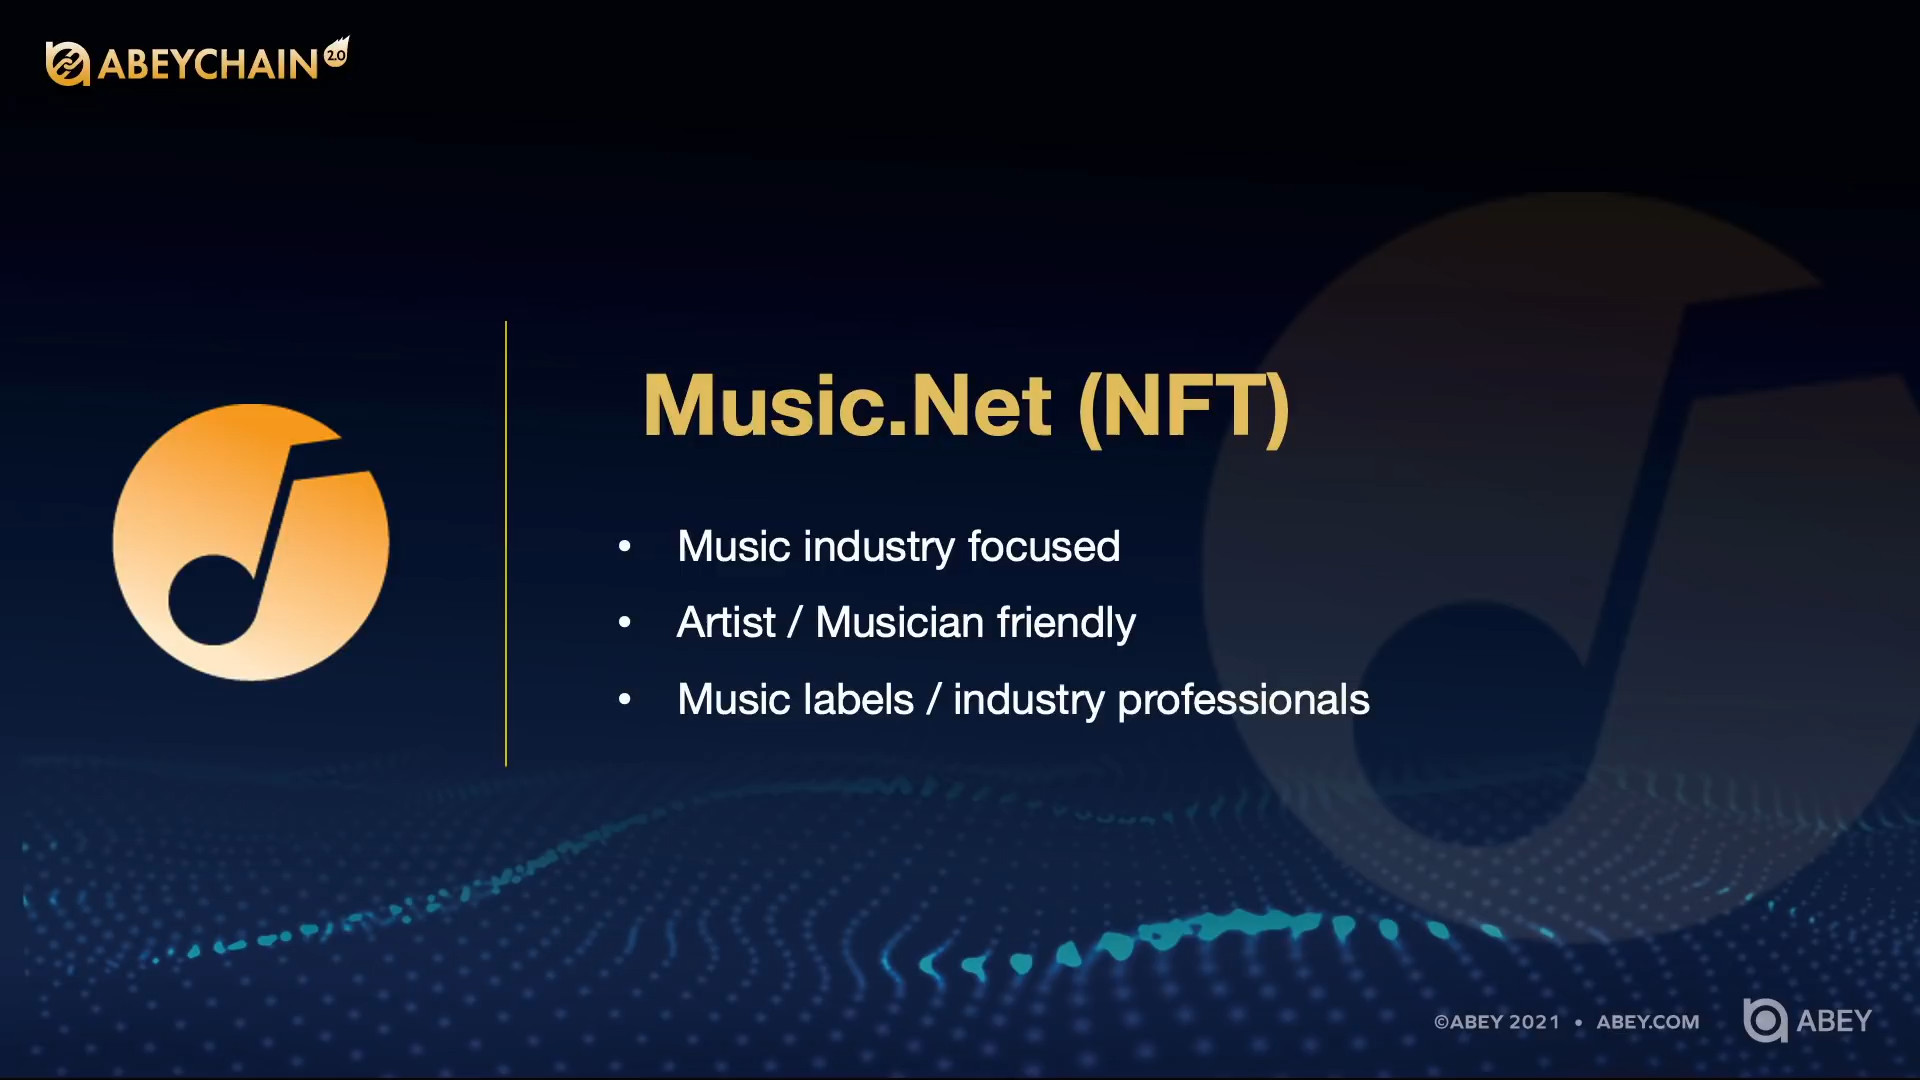 ABEYCHAIN 2.0
Music.Net (NFT)
• Music industry focused
• Artist / Musician friendly
• Music labels / industry professionals
©ABEY 2021 • ABEY.COM ABEY